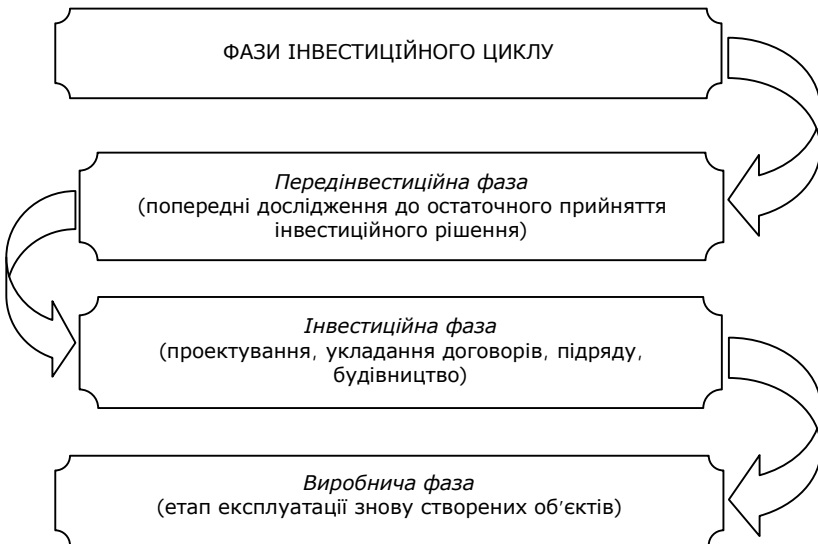 ФАЗИ ІНВЕСТИЦІЙНОГО ЦИКЛУ
Передінвестиційна фаза
(попередні дослідження до остаточного прийняття
інвестиційного рішення)
Інвестиційна фаза
(проектування, укладання договорів, підряду,
будівництво)
Виробнича фаза
(етап експлуатації знову створених об'єктів)